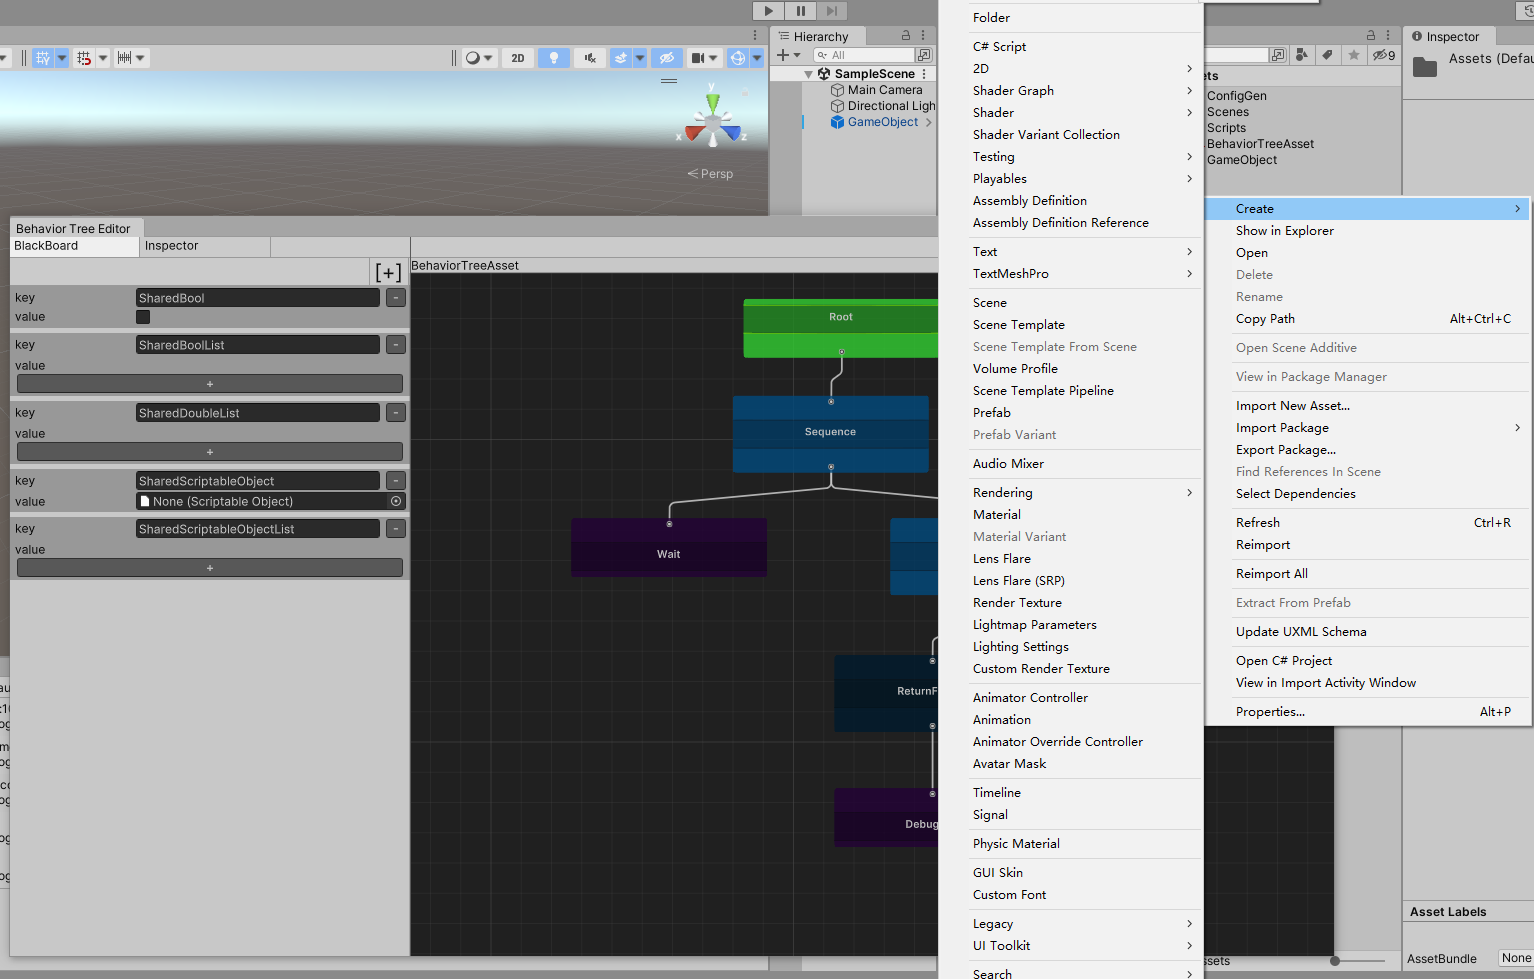 2D
Persp
y
x
z
Hierarchy
All
SampleScene
Main Camera
Directional Ligh
GameObject
Behavior Tree Editor
BlackBoard
Inspector
[+]
key
SharedBool
-
value
key
SharedBoolList
-
value
+
key
SharedDoubleList
-
value
+
key
SharedScriptableObject
-
value
None (Scriptable Object)
key
SharedScriptableObjectList
-
value
+
BehaviorTreeAsset
Root
Sequence
Wait
ReturnF
Debug
Folder
C# Script
2D
Shader Graph
Shader
Shader Variant Collection
Testing
Playables
Assembly Definition
Assembly Definition Reference
Text
TextMeshPro
Scene
Scene Template
Scene Template From Scene
Volume Profile
Scene Template Pipeline
Prefab
Prefab Variant
Audio Mixer
Rendering
Material
Material Variant
Lens Flare
Lens Flare (SRP)
Render Texture
Lightmap Parameters
Lighting Settings
Custom Render Texture
Animator Controller
Animation
Animator Override Controller
Avatar Mask
Timeline
Signal
Physic Material
GUI Skin
Custom Font
Legacy
UI Toolkit
Search
9
ets
ConfigGen
Scenes
Scripts
BehaviorTreeAsset
GameObject
Create
Show in Explorer
Open
Delete
Rename
Copy Path Alt+Ctrl+C
Open Scene Additive
View in Package Manager
Import New Asset...
Import Package
Export Package...
Find References In Scene
Select Dependencies
Refresh Ctrl+R
Reimport
Reimport All
Extract From Prefab
Update UXML Schema
Open C# Project
View in Import Activity Window
Properties... Alt+P
ssets
Inspector
Assets (Defau
Asset Labels
AssetBundle
None